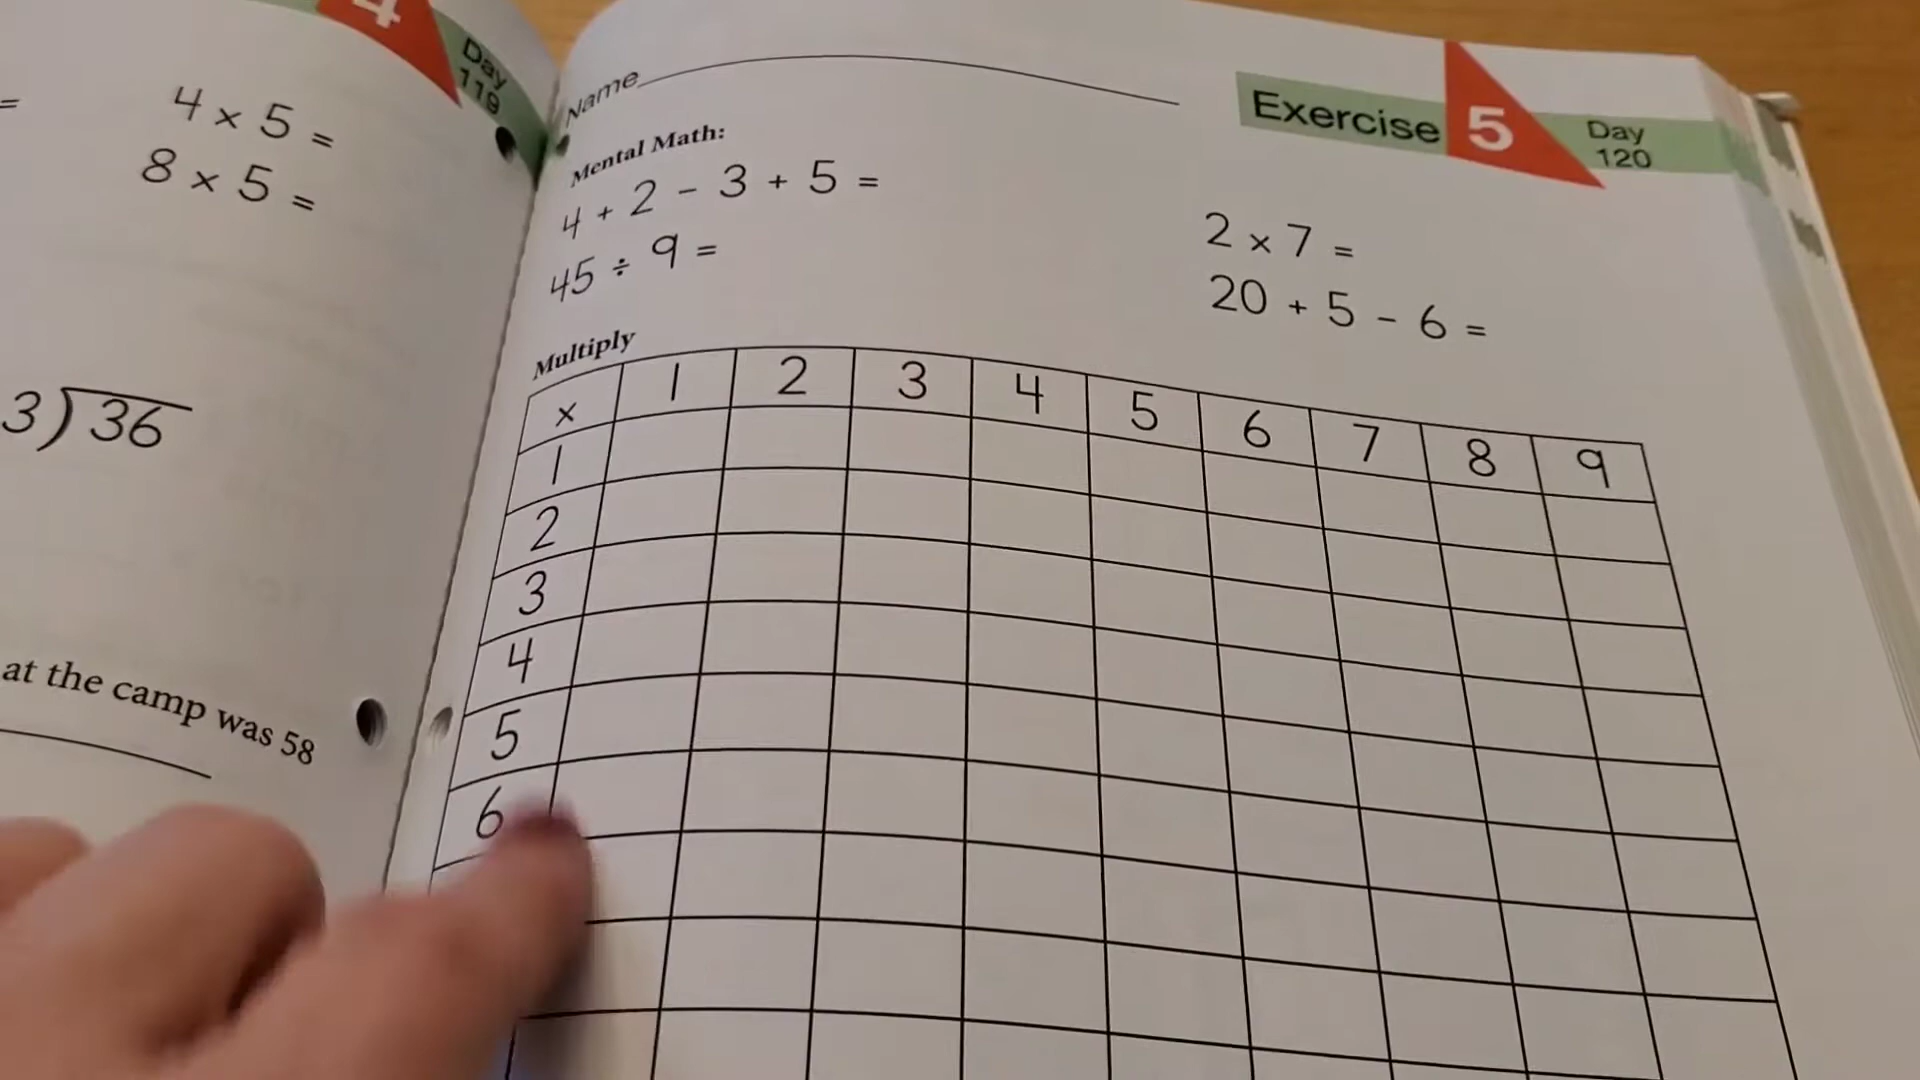 4
Day
119
=
4 × 5 =
8 × 5 =
3)36
at the camp was 58
Name
Exercise 5
Day
120
Mental Math:
4 + 2 - 3 + 5 =
45 ÷ 9 =
2 × 7 =
20 + 5 - 6 =
Multiply
× 1 2 3 4 5 6 7 8 9
1
2
3
4
5
6